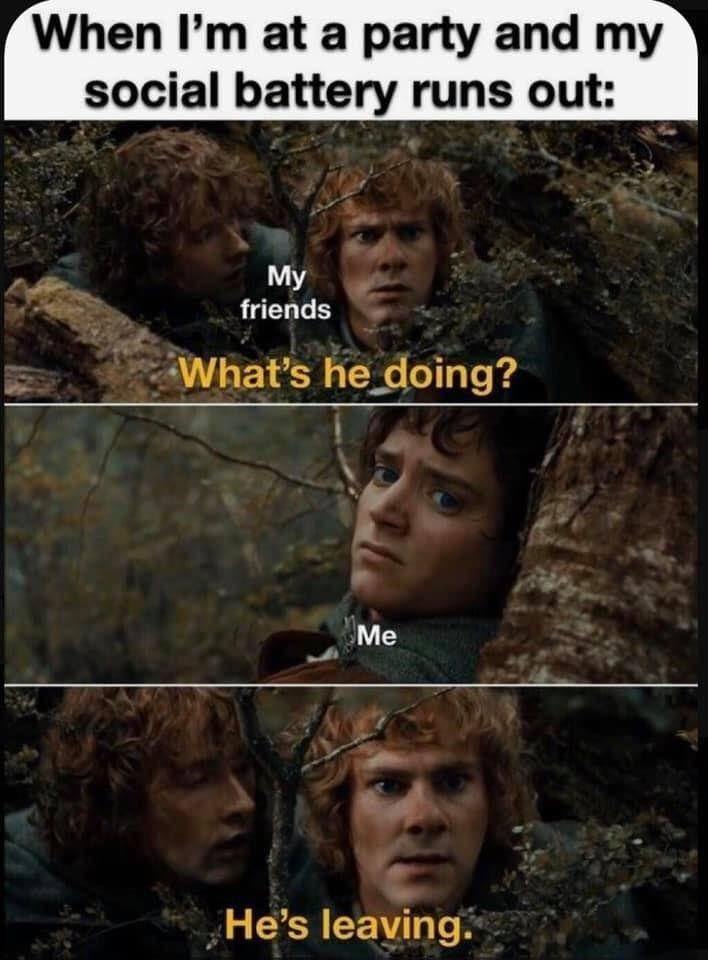 When I’m at a party and my
social battery runs out:
My
friends
What’s he doing?
Me
He’s leaving.